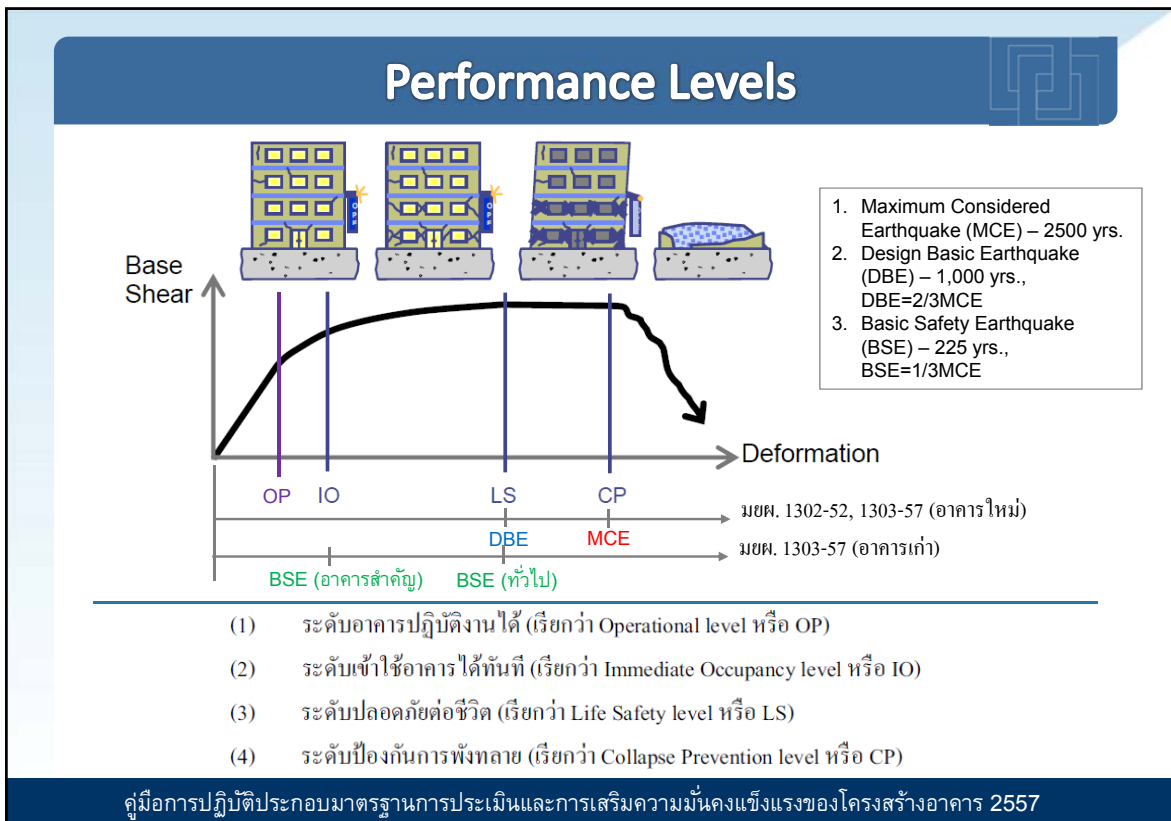 Performance Levels
OPF
OPF
1. Maximum Considered
Earthquake (MCE) – 2500 yrs.
2. Design Basic Earthquake
(DBE) – 1,000 yrs.,
DBE=2/3MCE
3. Basic Safety Earthquake
(BSE) – 225 yrs.,
BSE=1/3MCE
Base
Shear
Deformation
OP IO LS CP
มยผ. 1302-52, 1303-57 (อาคารใหม่)
DBE MCE
มยผ. 1303-57 (อาคารเก่า)
BSE (อาคารสำคัญ) BSE (ทั่วไป)
(1) ระดับอาคารปฏิบัติงานได้ (เรียกว่า Operational level หรือ OP)
(2) ระดับเข้าใช้อาคารได้ทันที (เรียกว่า Immediate Occupancy level หรือ IO)
(3) ระดับปลอดภัยต่อชีวิต (เรียกว่า Life Safety level หรือ LS)
(4) ระดับป้องกันการพังทลาย (เรียกว่า Collapse Prevention level หรือ CP)
คู่มือการปฏิบัติประกอบมาตรฐานการประเมินและการเสริมความมั่นคงแข็งแรงของโครงสร้างอาคาร 2557